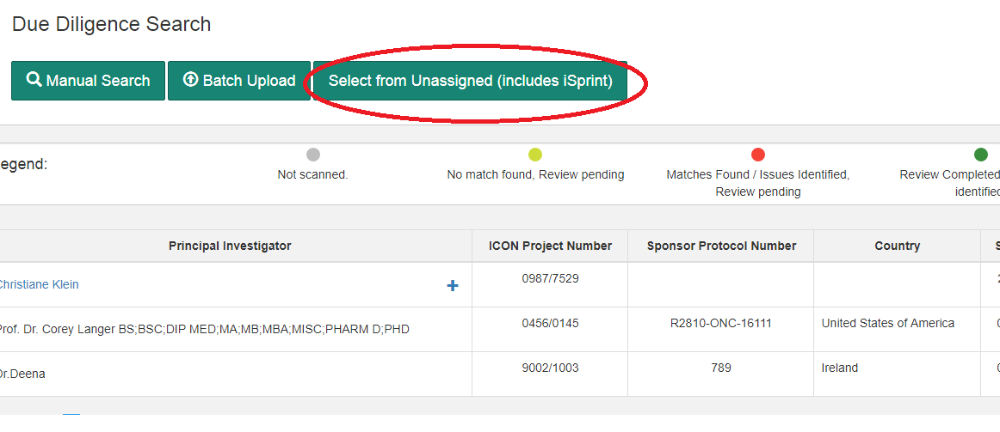 Due Diligence Search
Manual Search Batch Upload Select from Unassigned (includes iSprint)
egend:
Not scanned. No match found, Review pending Matches Found / Issues Identified, Review Completed
Review pending identified
Principal Investigator ICON Project Number Sponsor Protocol Number Country S
Christiane Klein 0987/7529
Prof. Dr. Corey Langer BS;BSC;DIP MED;MA;MB;MBA;MISC;PHARM D;PHD 0456/0145 R2810-ONC-16111 United States of America
Dr.Deena 9002/1003 789 Ireland